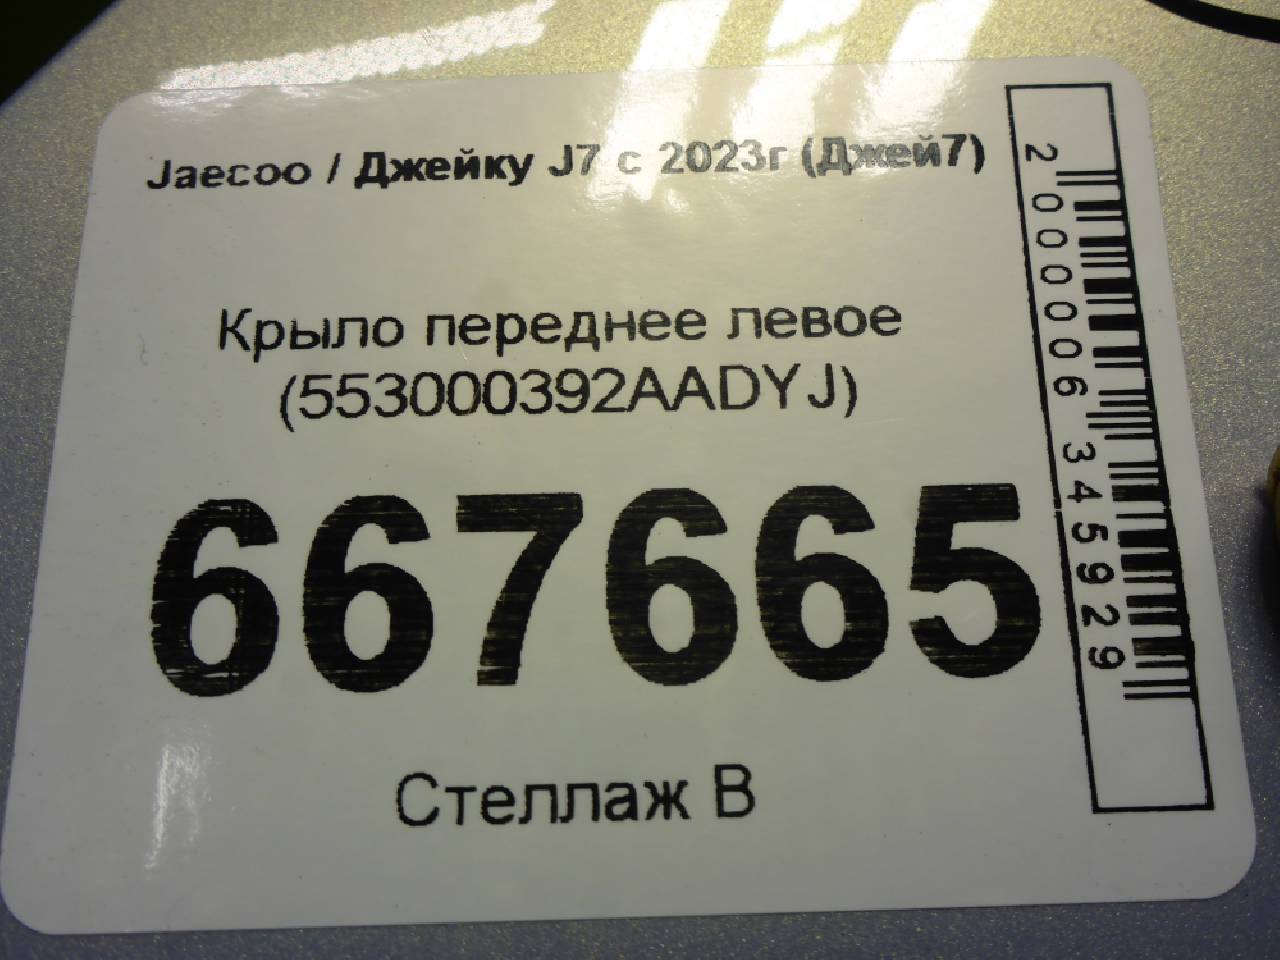 Jaecoo / Джейку J7 с 2023г (Джей7)
Крыло переднее левое
(553000392AADYJ)
667665
Стеллаж В
2000006345929